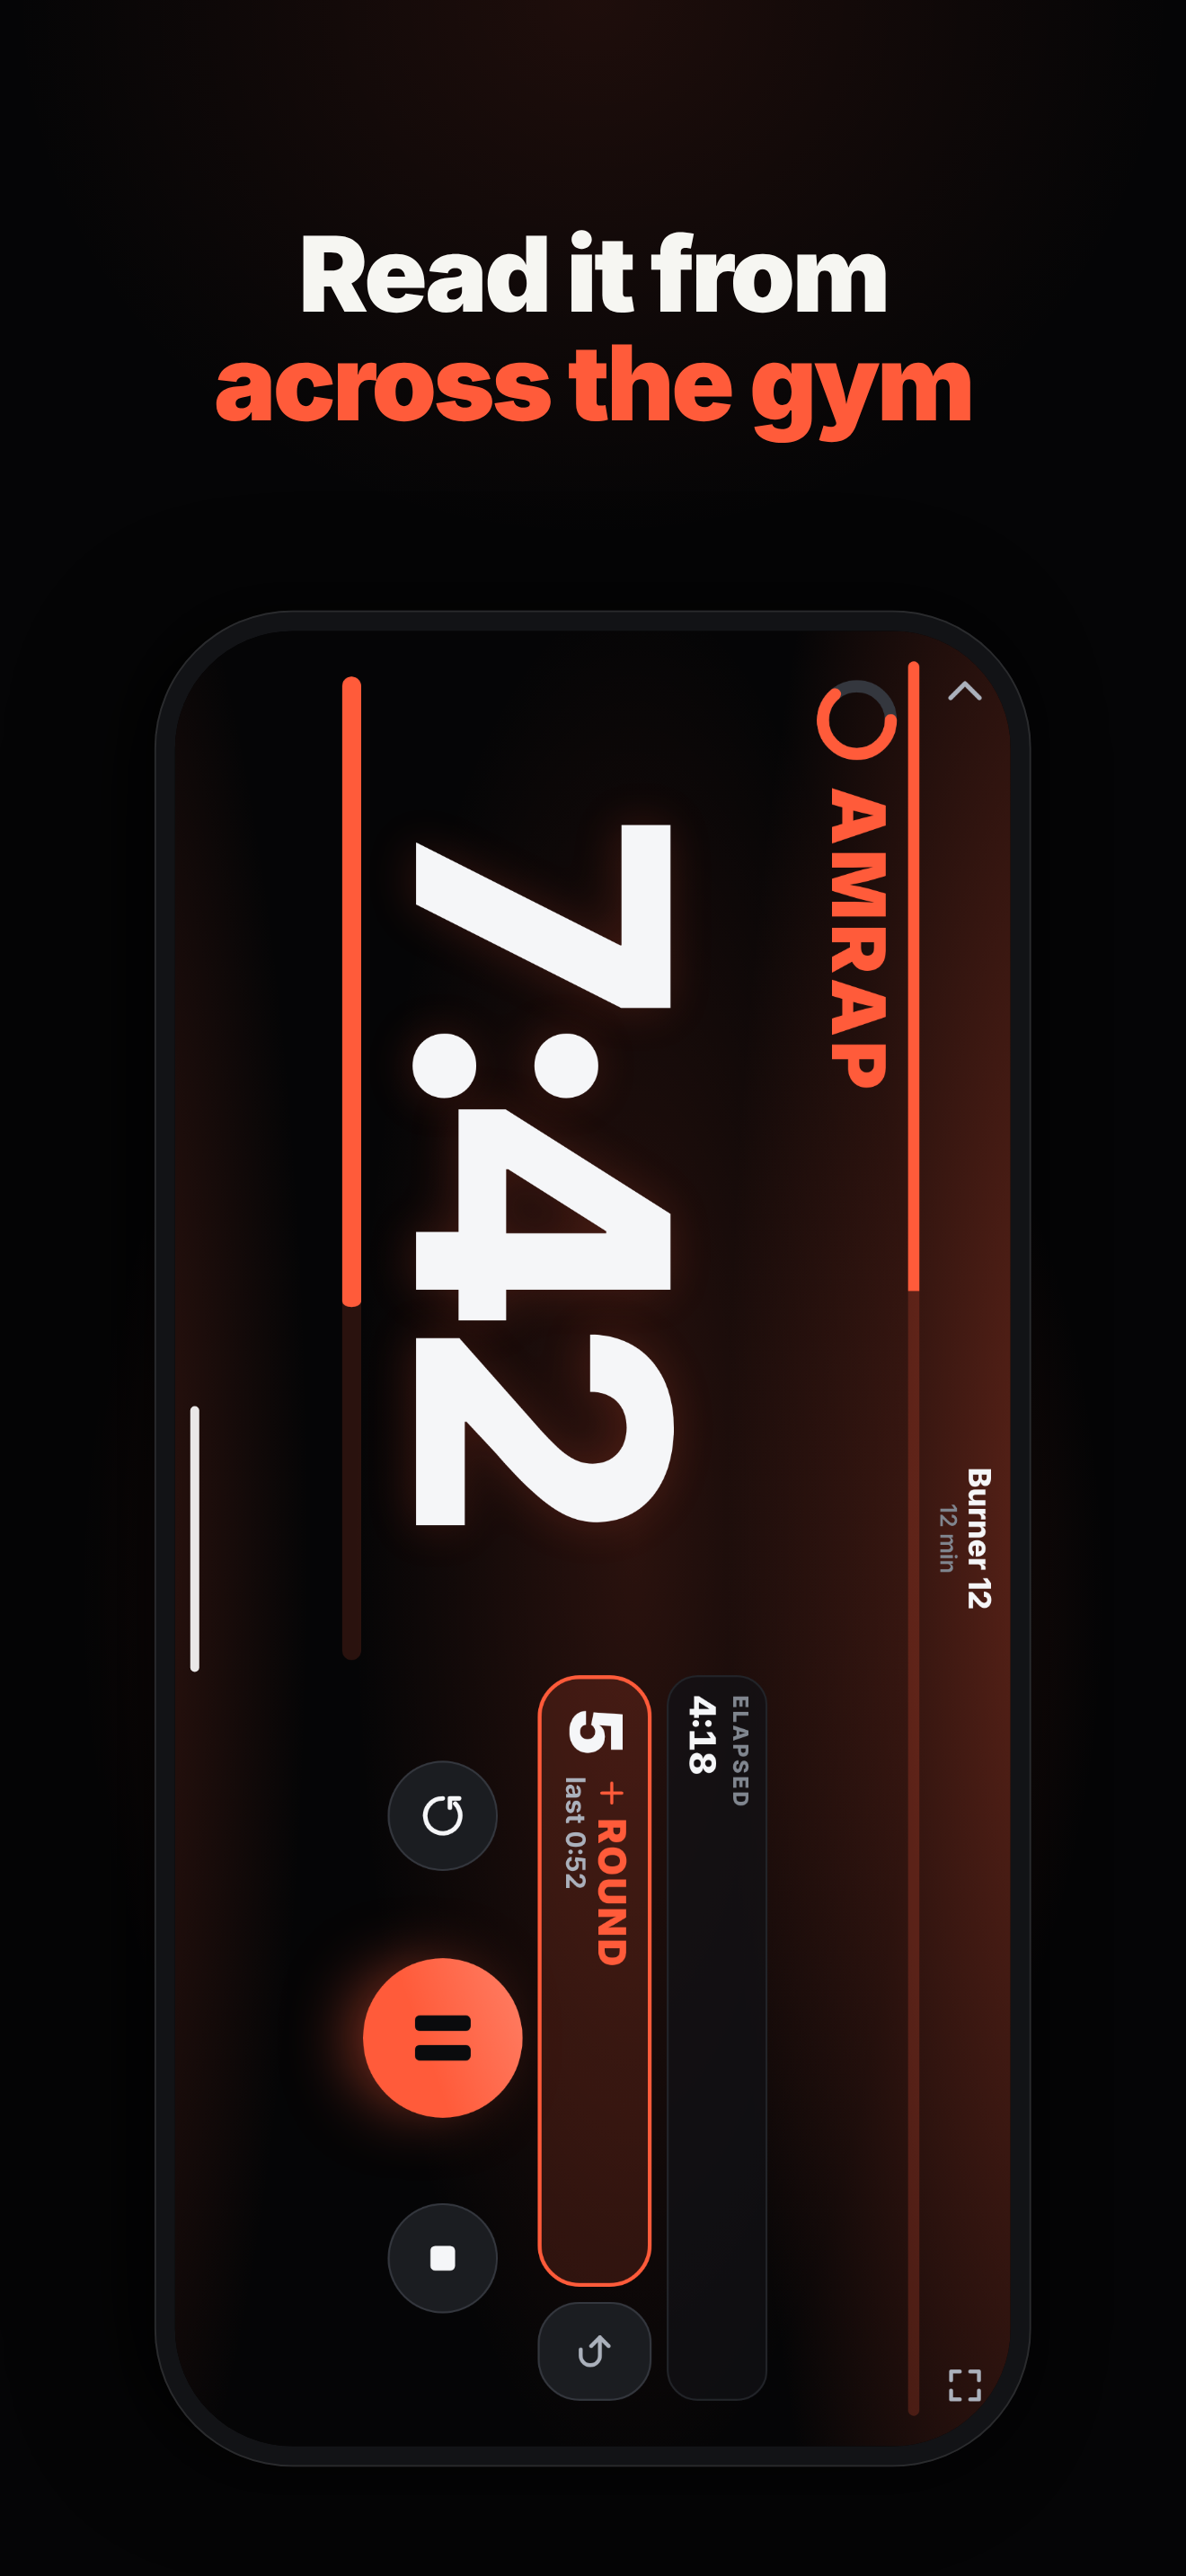 Read it from
across the gym
Burner 12
12 min
AMRAP
7:42
ELAPSED
4:18
5
+ ROUND
last 0:52